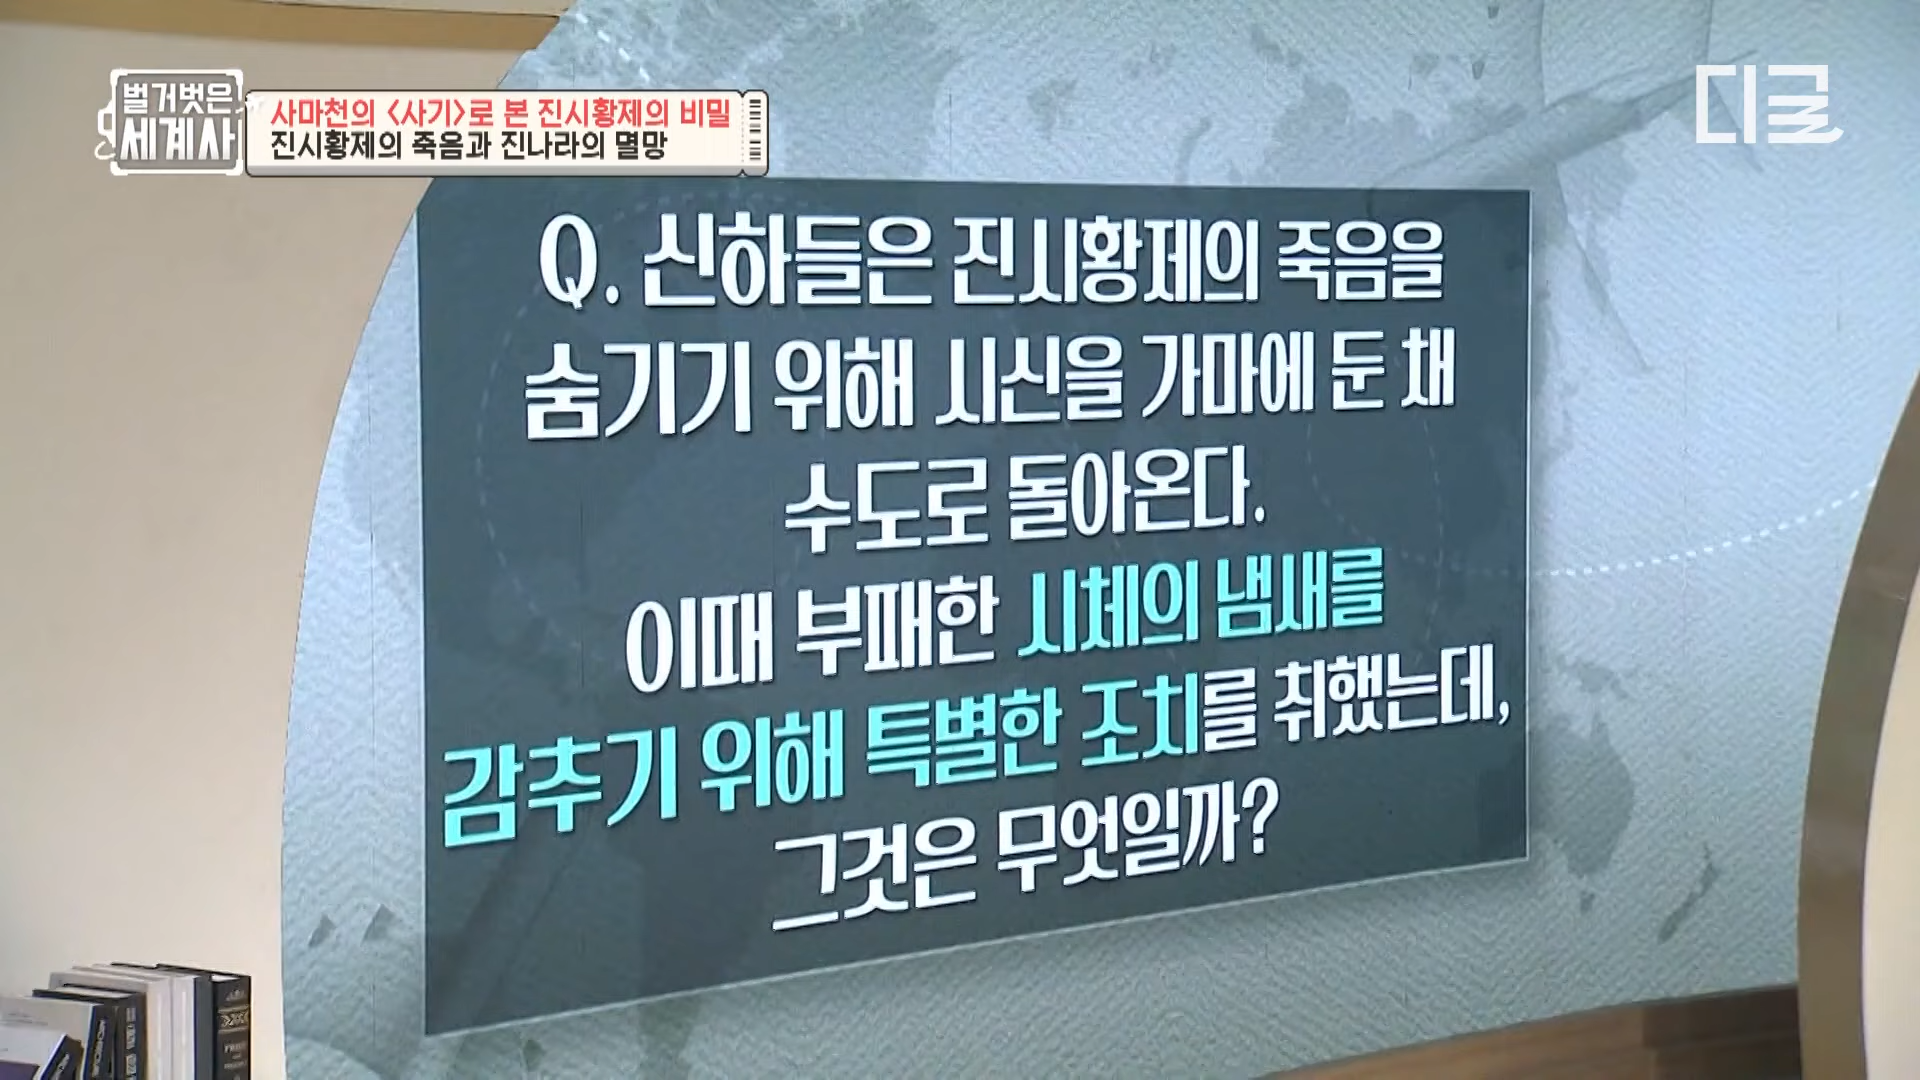 벌거벗은
세계사
사마천의 <사기>로 본 진시황제의 비밀
진시황제의 죽음과 진나라의 멸망
디글
Q. 신하들은 진시황제의 죽음을
숨기기 위해 시신을 가마에 둔 채
수도로 돌아온다.
이때 부패한 시체의 냄새를
감추기 위해 특별한 조치를 취했는데,
그것은 무엇일까?